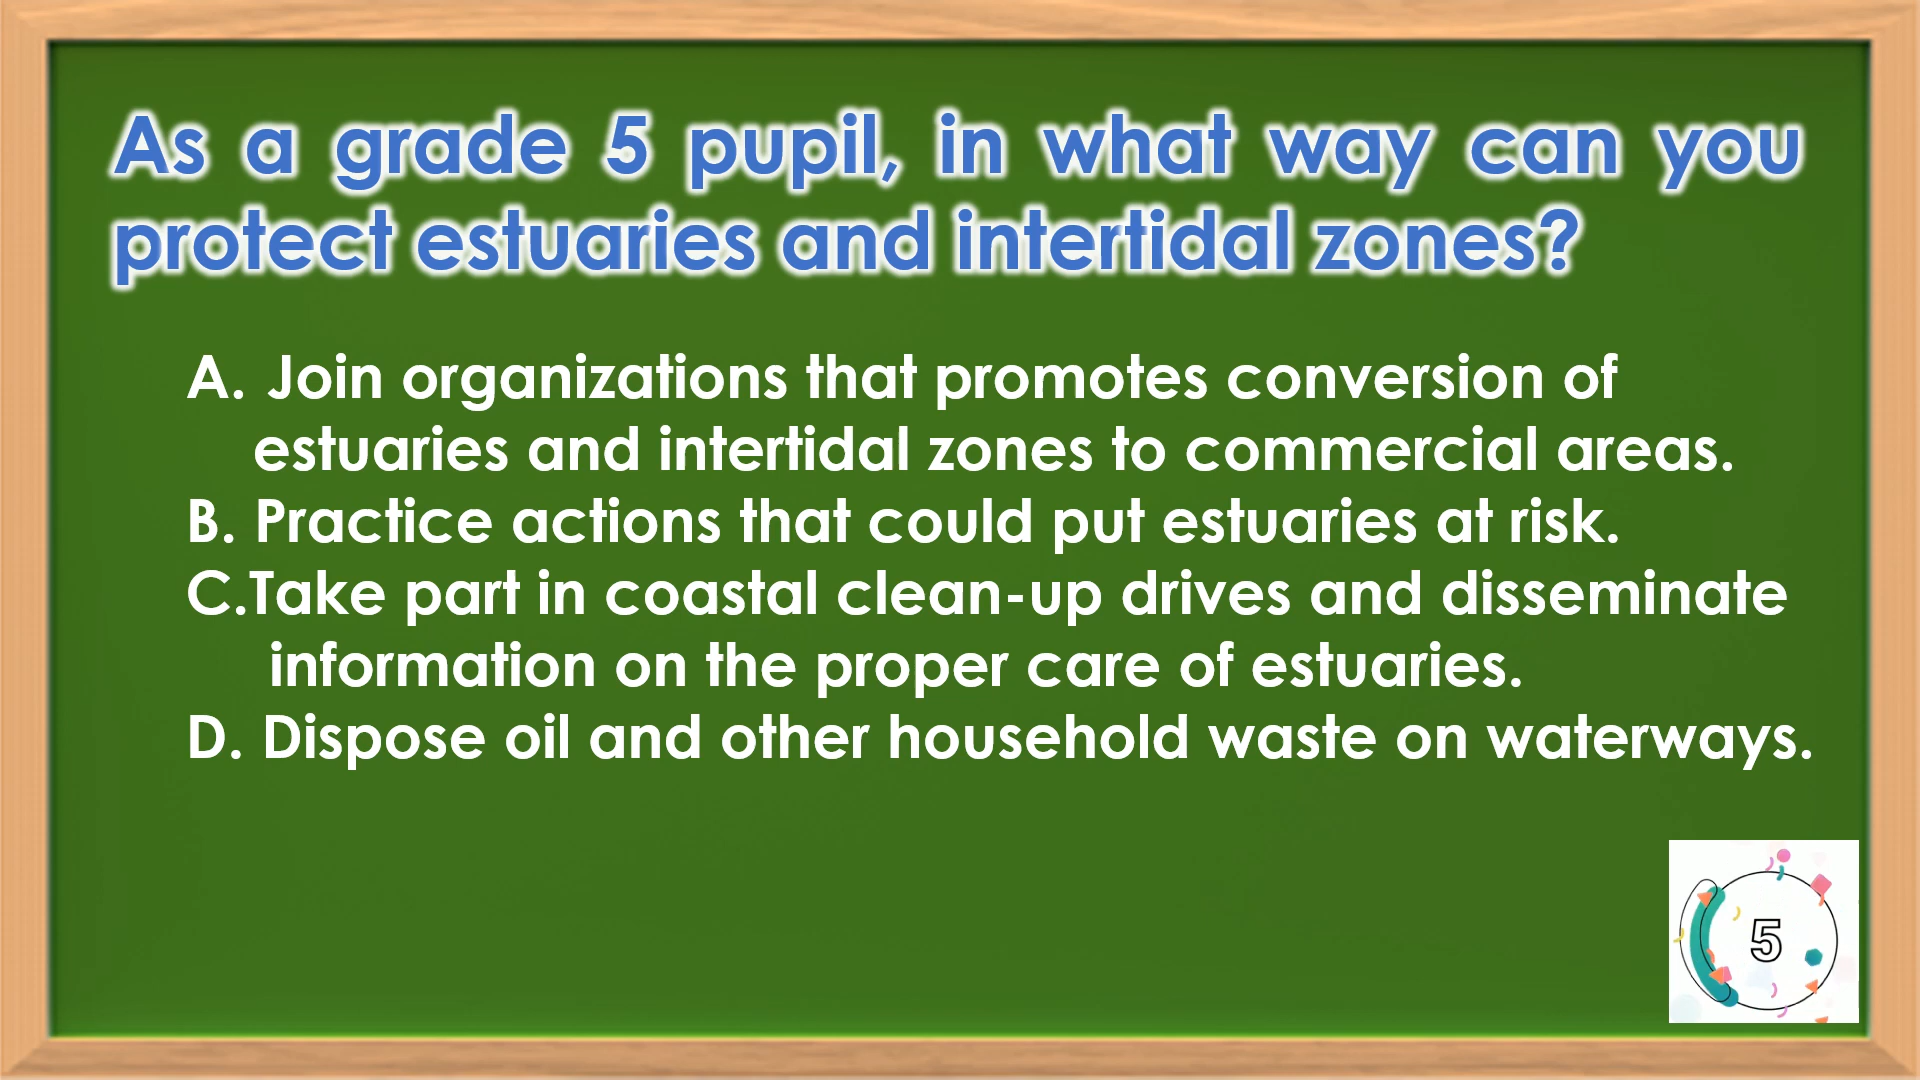 As a grade 5 pupil, in what way can you
protect estuaries and intertidal zones?
A. Join organizations that promotes conversion of
estuaries and intertidal zones to commercial areas.
B. Practice actions that could put estuaries at risk.
C.Take part in coastal clean-up drives and disseminate
information on the proper care of estuaries.
D. Dispose oil and other household waste on waterways.
5